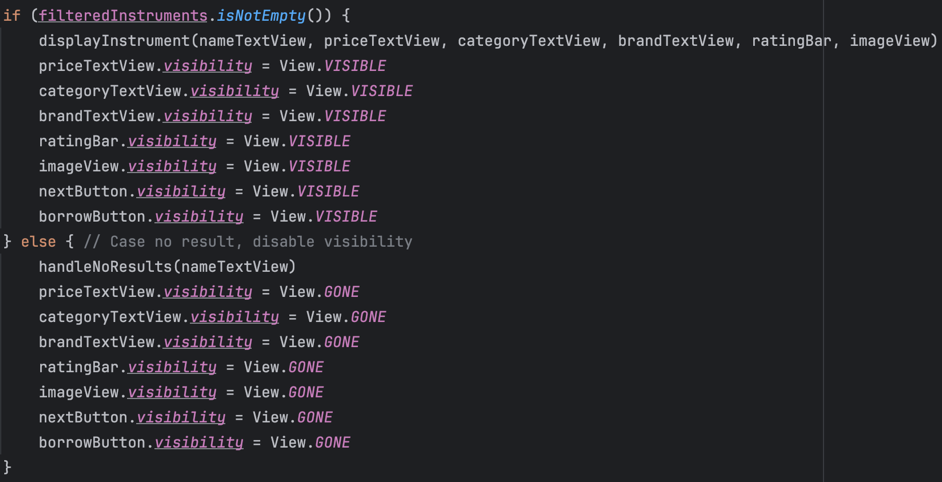 if (filteredInstruments.isNotEmpty()) {
    displayInstrument(nameTextView, priceTextView, categoryTextView, brandTextView, ratingBar, imageView)
    priceTextView.visibility = View.VISIBLE
    categoryTextView.visibility = View.VISIBLE
    brandTextView.visibility = View.VISIBLE
    ratingBar.visibility = View.VISIBLE
    imageView.visibility = View.VISIBLE
    nextButton.visibility = View.VISIBLE
    borrowButton.visibility = View.VISIBLE
} else { // Case no result, disable visibility
    handleNoResults(nameTextView)
    priceTextView.visibility = View.GONE
    categoryTextView.visibility = View.GONE
    brandTextView.visibility = View.GONE
    ratingBar.visibility = View.GONE
    imageView.visibility = View.GONE
    nextButton.visibility = View.GONE
    borrowButton.visibility = View.GONE
}